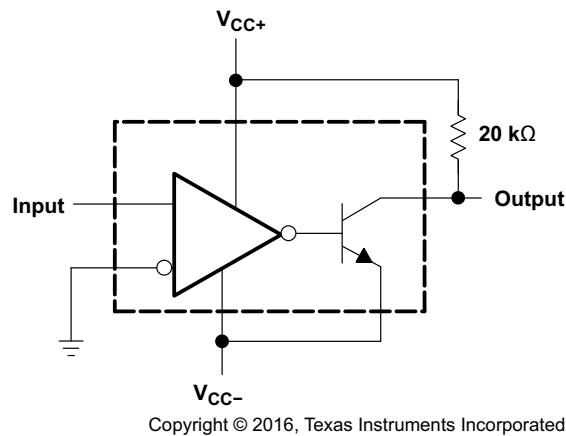 VCC+
20 kΩ
Input
Output
VCC–
Copyright © 2016, Texas Instruments Incorporated